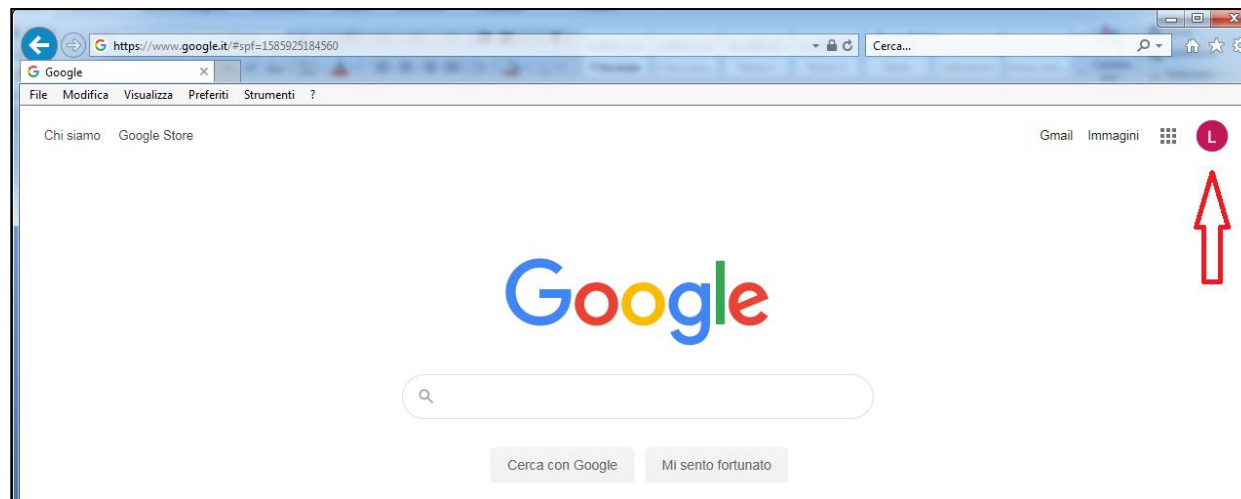 https://www.google.it/#spf=1585925184560
Cerca...
Google
File Modifica Visualizza Preferiti Strumenti ?
Chi siamo Google Store
Gmail Immagini
L
Google
Cerca con Google Mi sento fortunato